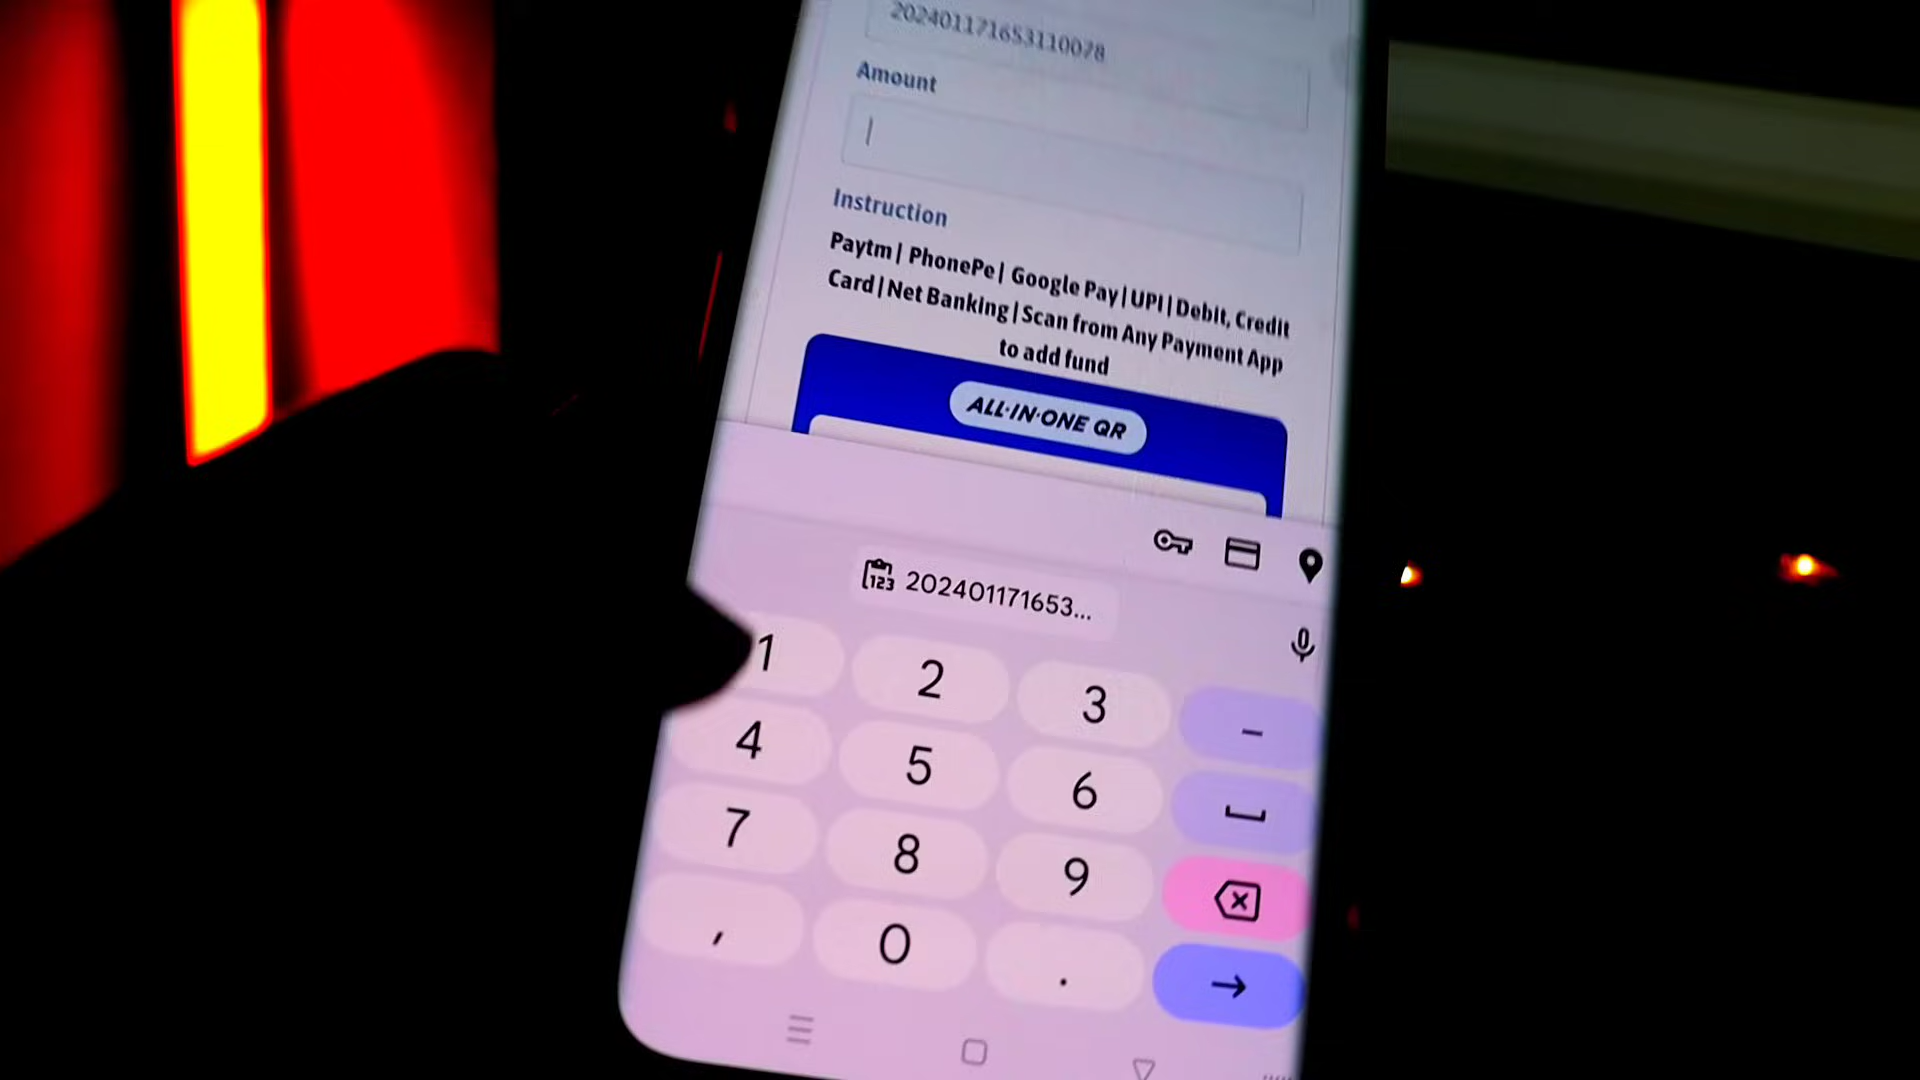 202401171653110078
Amount
Instruction
Paytm | PhonePe | Google Pay | UPI | Debit, Credit
Card | Net Banking | Scan from Any Payment App
to add fund
ALL-IN-ONE QR
202401171653...
1 2 3 -
4 5 6
7 8 9
, 0 .